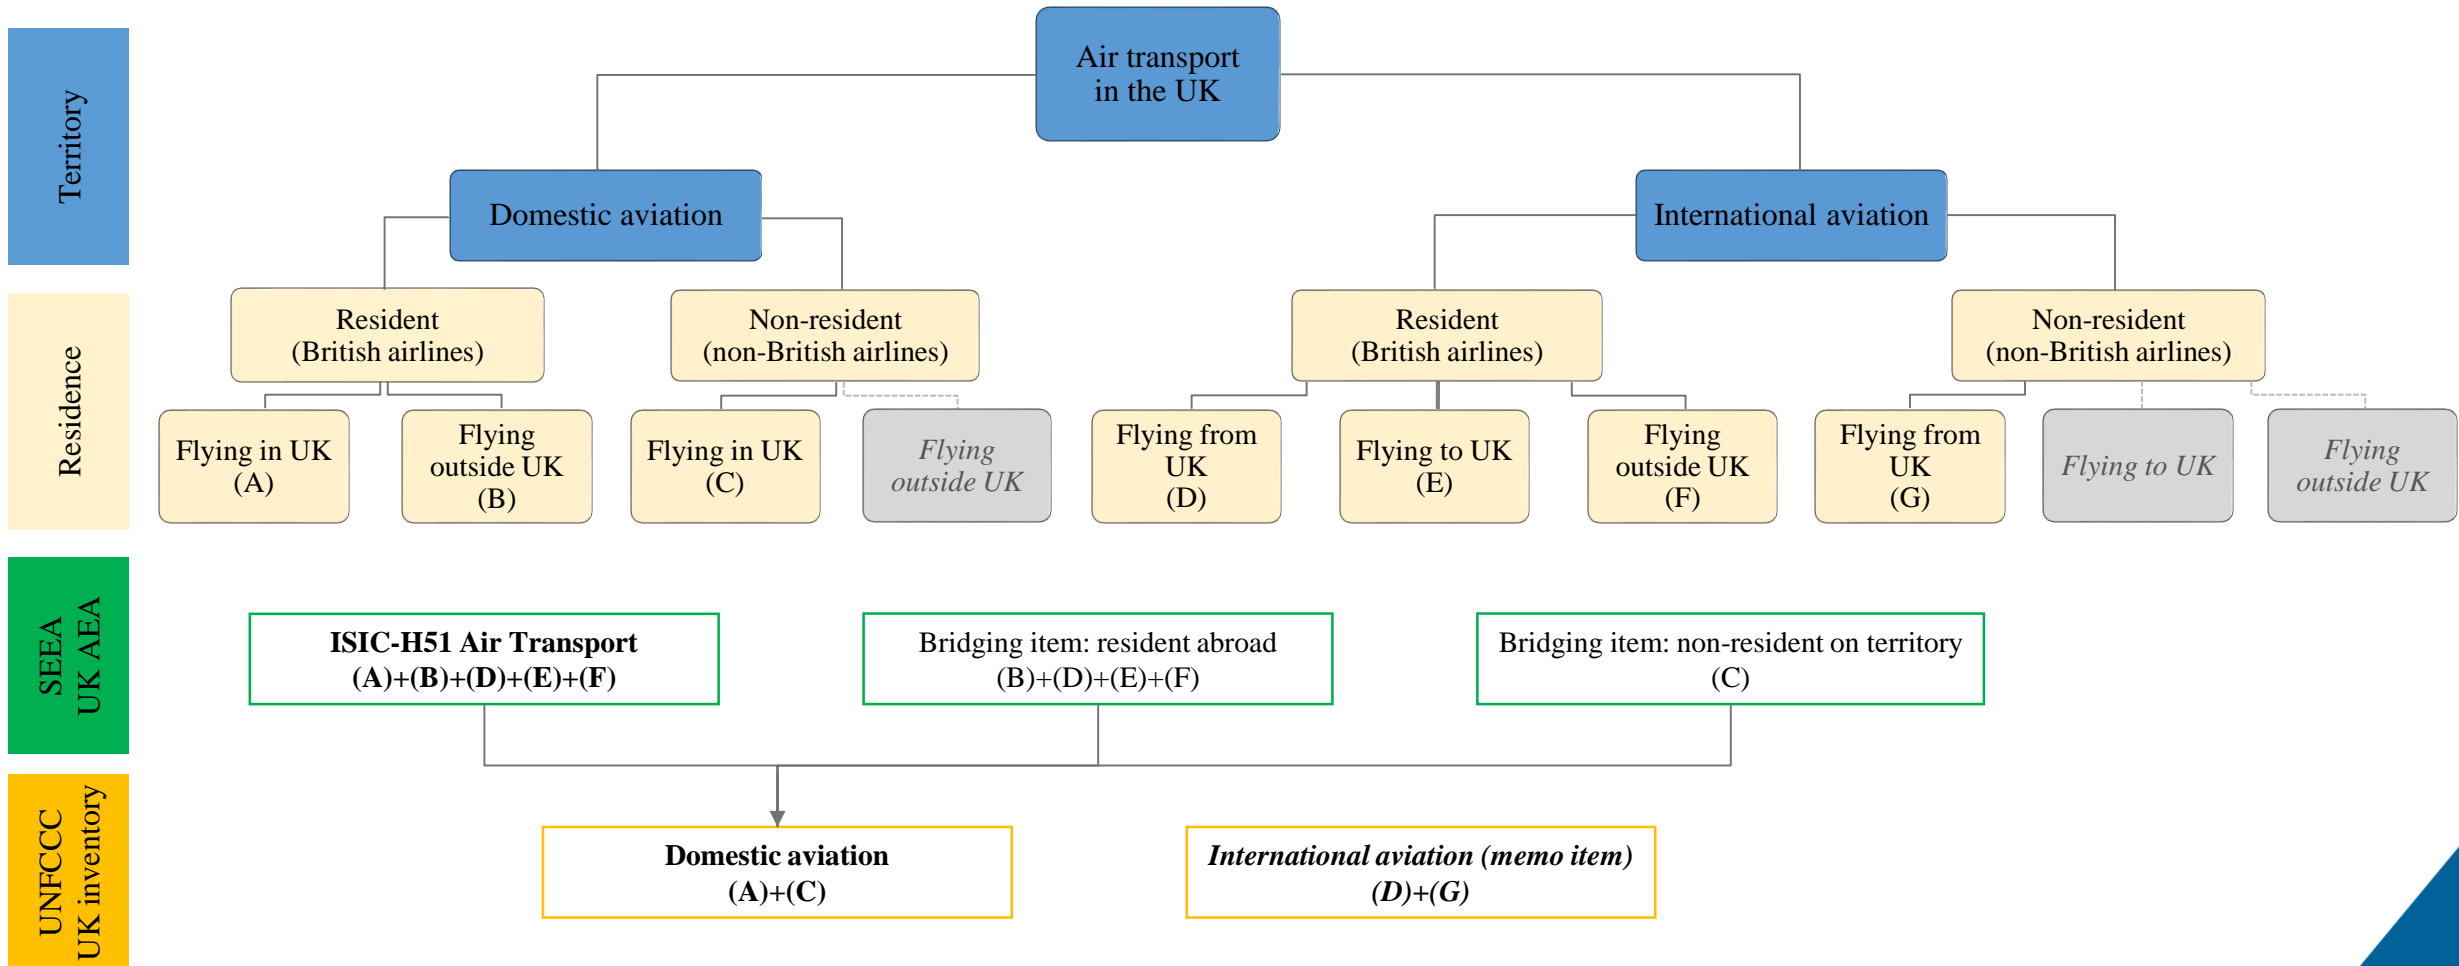 Air transport
in the UK
Territory
Domestic aviation
International aviation
Residence
Resident
(British airlines)
Non-resident
(non-British airlines)
Resident
(British airlines)
Non-resident
(non-British airlines)
Flying in UK
(A)
Flying
outside UK
(B)
Flying in UK
(C)
Flying
outside UK
Flying from
UK
(D)
Flying to UK
(E)
Flying
outside UK
(F)
Flying from
UK
(G)
Flying to UK
Flying
outside UK
SEEA
UK AEA
ISIC-H51 Air Transport
(A)+(B)+(D)+(E)+(F)
Bridging item: resident abroad
(B)+(D)+(E)+(F)
Bridging item: non-resident on territory
(C)
UNFCCC
UK inventory
Domestic aviation
(A)+(C)
International aviation (memo item)
(D)+(G)